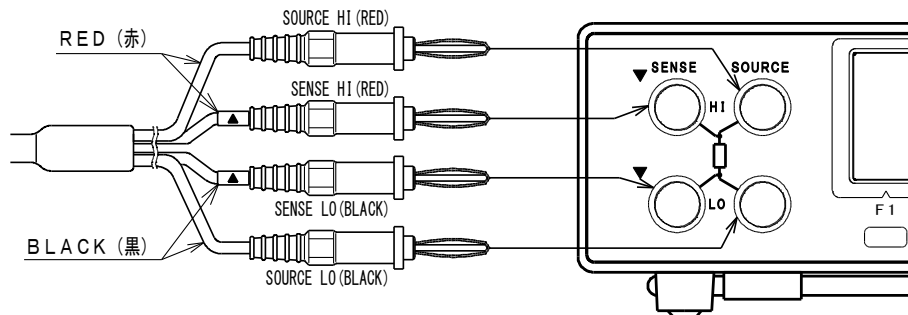 SOURCE HI(RED)
RED(赤)
SENSE HI(RED)
SENSE LO(BLACK)
BLACK(黒)
SOURCE LO(BLACK)
▼ SENSE SOURCE
HI
▼
LO
F1